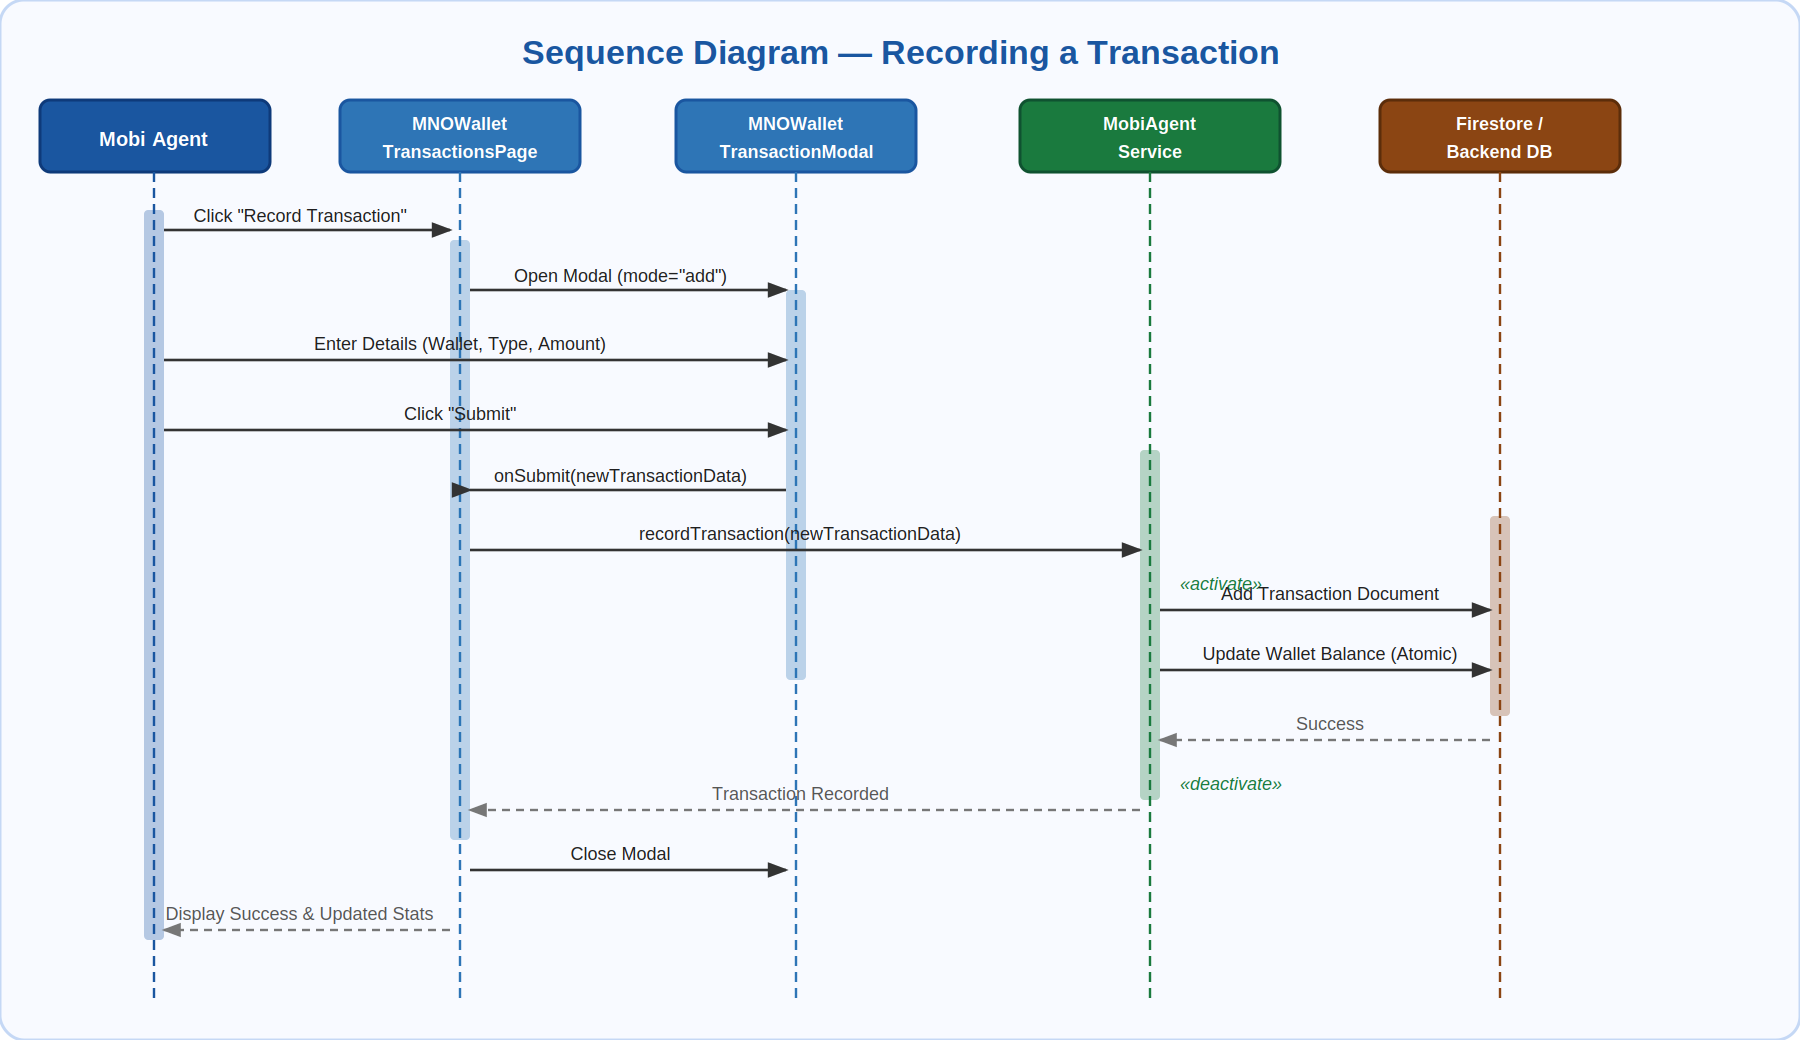 Sequence Diagram — Recording a Transaction
Mobi Agent
MNOWallet
TransactionsPage
MNOWallet
TransactionModal
MobiAgent
Service
Firestore /
Backend DB
Click "Record Transaction"
Open Modal (mode="add")
Enter Details (Wallet, Type, Amount)
Click "Submit"
onSubmit(newTransactionData)
recordTransaction(newTransactionData)
«activate»
Add Transaction Document
Update Wallet Balance (Atomic)
Success
«deactivate»
Transaction Recorded
Close Modal
Display Success & Updated Stats